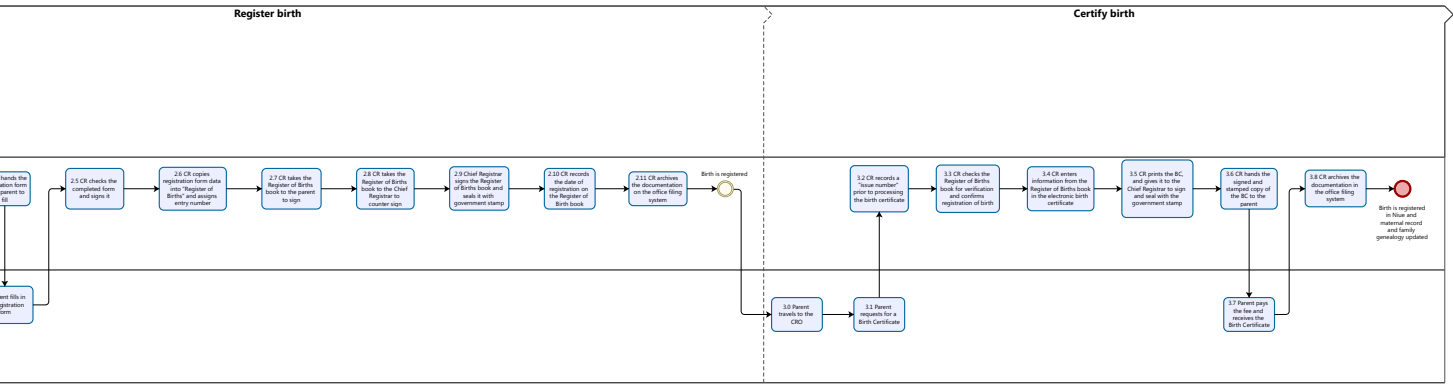 Register birth
Certify birth
hands the
ation form
parent to
fill
2.5 CR checks the
completed form
and signs it
2.6 CR copies
registration form data
into "Register of
Births" and assigns
entry number
2.7 CR takes the
Register of Births
book to the parent
to sign
2.8 CR takes the
Register of Births
book to the Chief
Registrar to
counter sign
2.9 Chief Registrar
signs the Register
of Births book and
seals it with
government stamp
2.10 CR records
the date of
registration on
the Register of
Birth book
2.11 CR archives
the documentation
on the office filing
system
Birth is registered
3.2 CR records a
"issue number"
prior to processing
the birth certificate
3.3 CR checks the
Register of Births
book for verification
and confirms
registration of birth
3.4 CR enters
information from the
Register of Births book
in the electronic birth
certificate
3.5 CR prints the BC,
and gives it to the
Chief Registrar to sign
and seal with the
government stamp
3.6 CR hands the
signed and
stamped copy of
the BC to the
parent
3.8 CR archives the
documentation in
the office filing
system
Birth is registered
in Niue and
maternal record
and family
genealogy updated
ent fills in
gistration
orm
3.0 Parent
travels to the
CRO
3.1 Parent
requests for a
Birth Certificate
3.7 Parent pays
the fee and
receives the
Birth Certificate